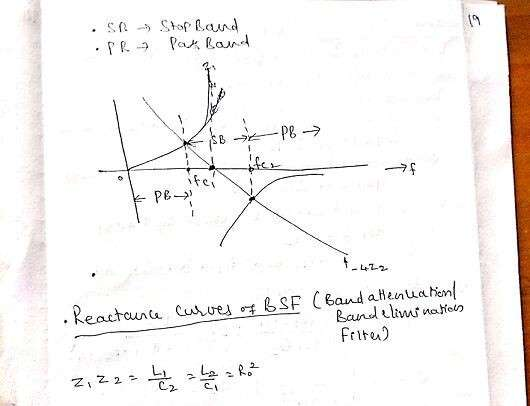 19
. SB → Stop Band
. PB → Pass Band
Z1
SB
PB →
0
fc1
fc2
→ f
PB
-4Z2
. Reactance curves of BSF (Band attenuation/
Band elimination
Filter)
Z1 Z2 = L1/C2 = L2/C1 = R0²